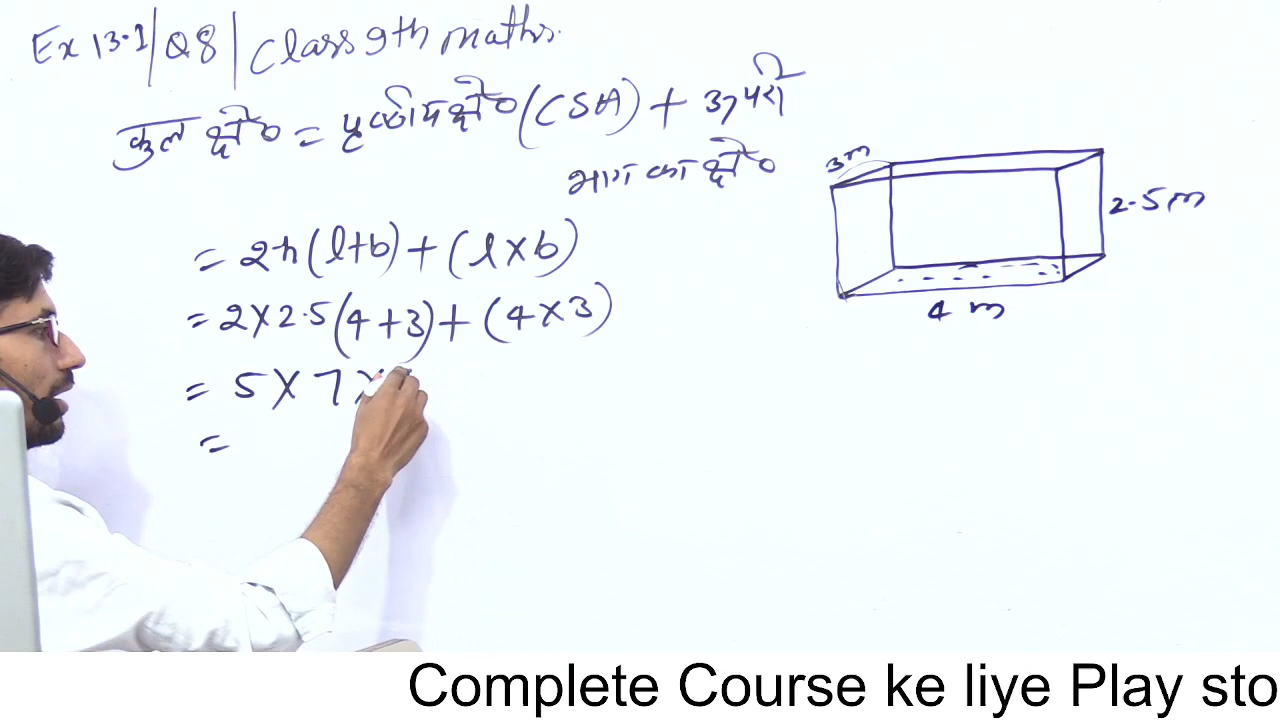 Ex 13.1 | Q8 | Class 9th maths.
कुल क्षे० = पृष्ठीय क्षे० (CSA) + ऊपरी
भाग का क्षे०
= 2h(l+b) + (l×b)
= 2×2.5(4+3) + (4×3)
= 5×7×
=
3m
2.5m
4 m
Complete Course ke liye Play sto